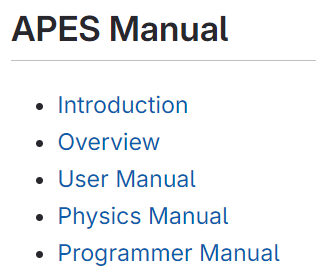 APES Manual
Introduction
Overview
User Manual
Physics Manual
Programmer Manual